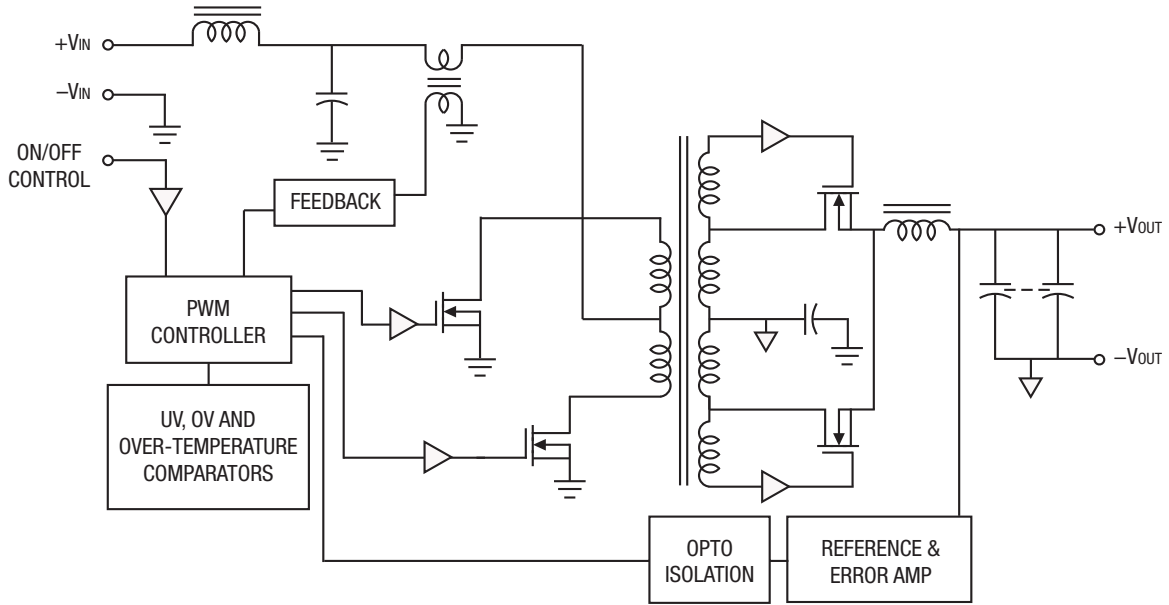 +VIN
–VIN
ON/OFF
CONTROL
FEEDBACK
PWM
CONTROLLER
UV, OV AND
OVER-TEMPERATURE
COMPARATORS
+VOUT
–VOUT
OPTO
ISOLATION
REFERENCE &
ERROR AMP